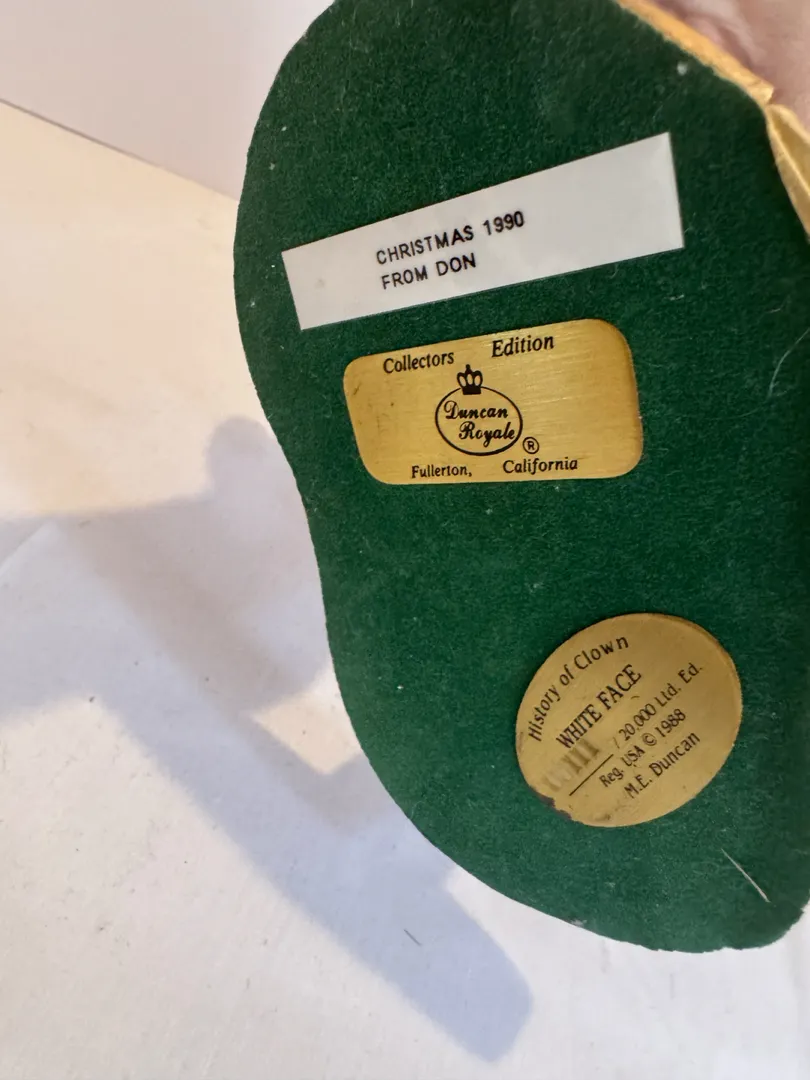 CHRISTMAS 1990
FROM DON
Collectors Edition
Duncan
Royale®
Fullerton, California
History of Clown
WHITE FACE
/ 20,000 Ltd. Ed.
Reg. USA © 1988
M.E. Duncan